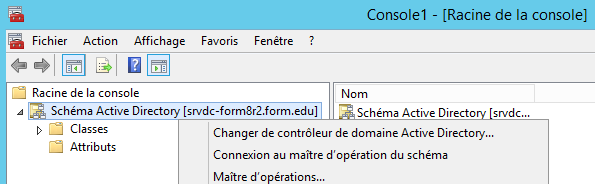 Console1 - [Racine de la console]
Fichier Action Affichage Favoris Fenêtre ?
Racine de la console
Schéma Active Directory [srvdc-form8r2.form.edu]
Classes
Attributs
Nom
Schéma Active Directory [srvdc...
Changer de contrôleur de domaine Active Directory...
Connexion au maître d'opération du schéma
Maître d'opérations...